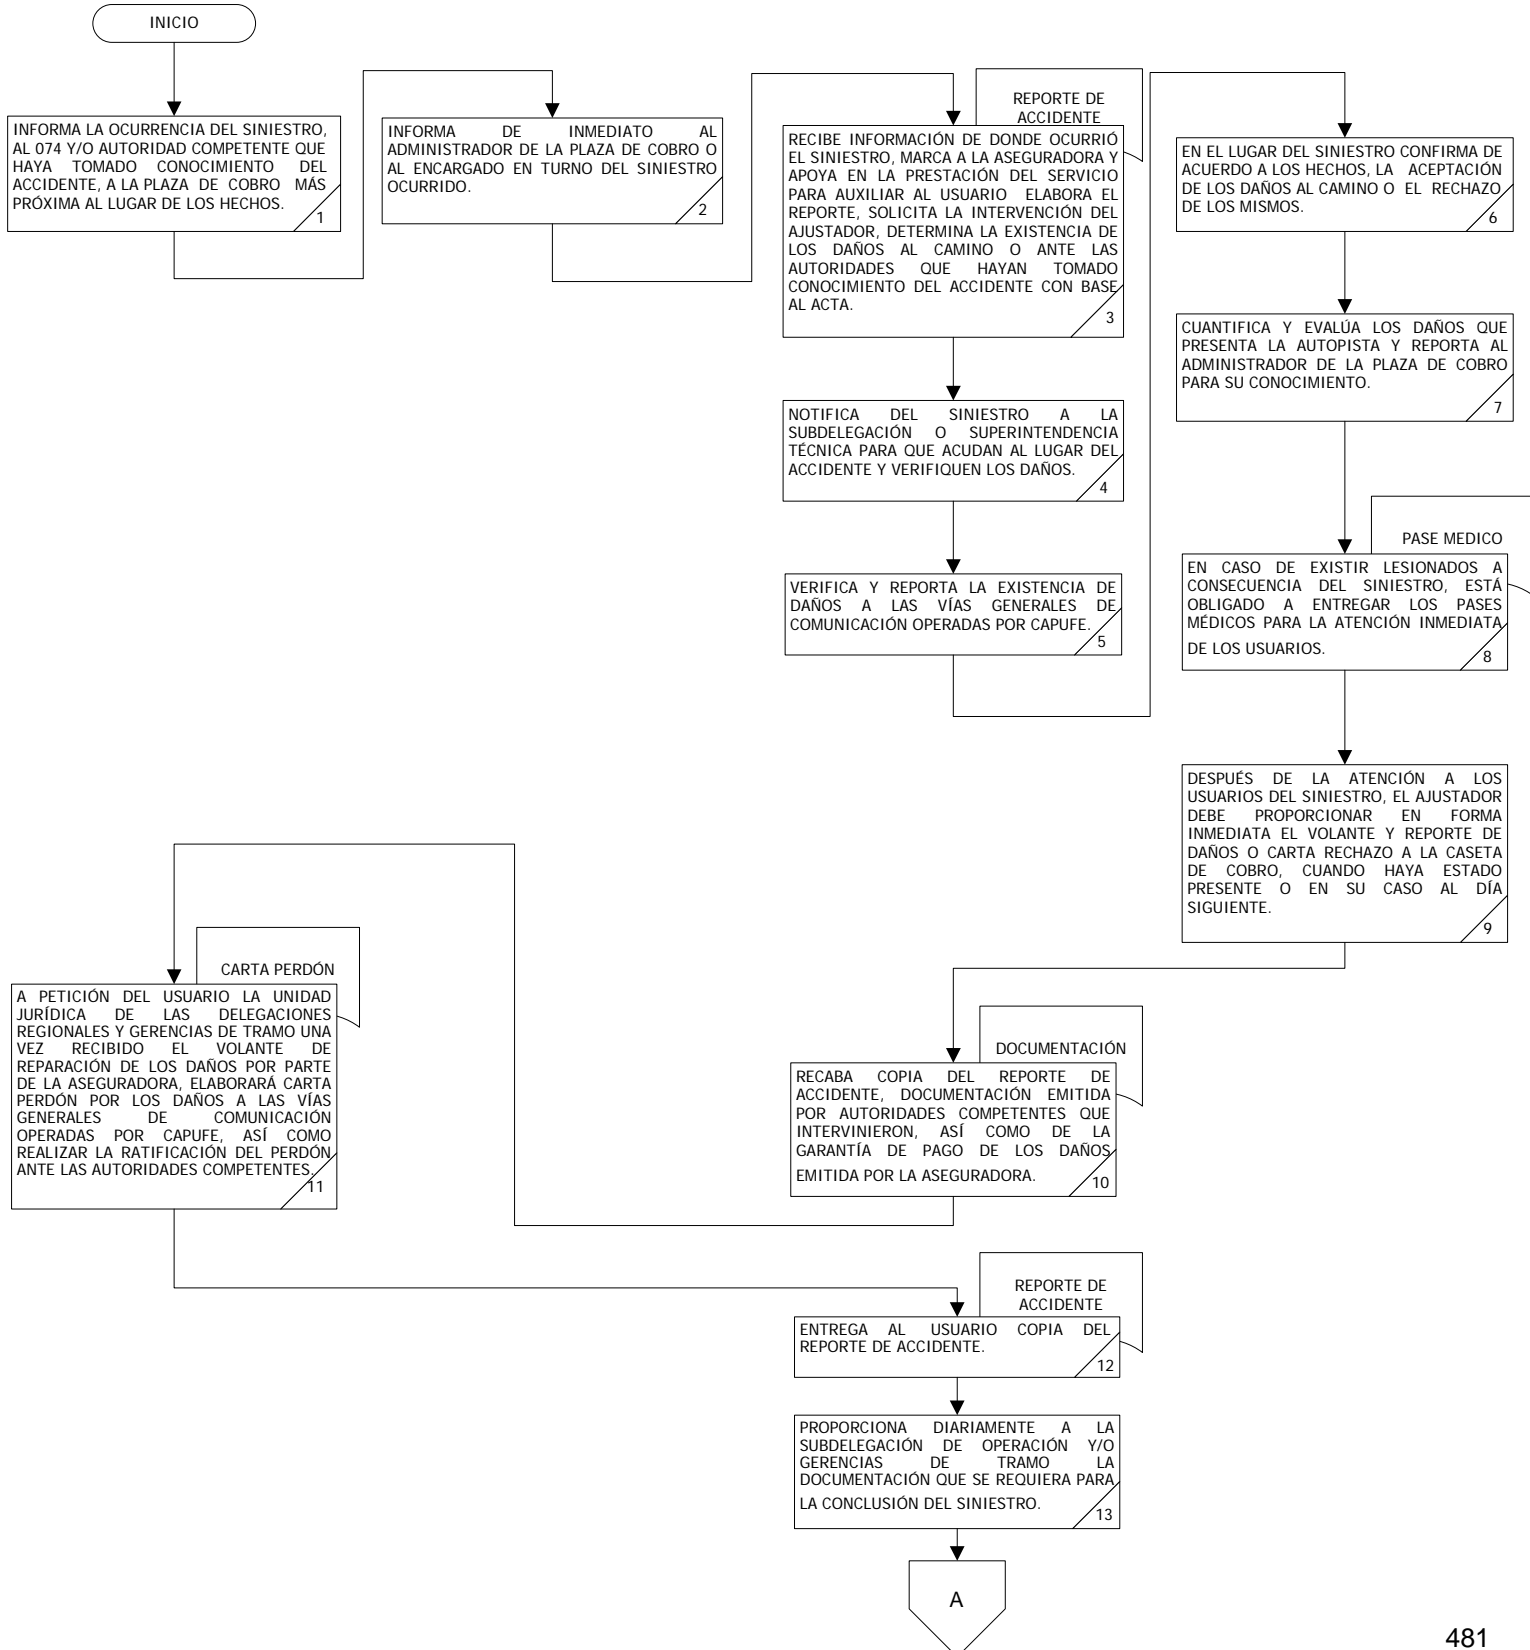 INICIO
INFORMA LA OCURRENCIA DEL SINIESTRO,
AL 074 Y/O AUTORIDAD COMPETENTE QUE
HAYA TOMADO CONOCIMIENTO DEL
ACCIDENTE, A LA PLAZA DE COBRO MÁS
PRÓXIMA AL LUGAR DE LOS HECHOS.
1
INFORMA DE INMEDIATO AL
ADMINISTRADOR DE LA PLAZA DE COBRO O
AL ENCARGADO EN TURNO DEL SINIESTRO
OCURRIDO.
2
REPORTE DE
ACCIDENTE
RECIBE INFORMACIÓN DE DONDE OCURRIÓ
EL SINIESTRO, MARCA A LA ASEGURADORA Y
APOYA EN LA PRESTACIÓN DEL SERVICIO
PARA AUXILIAR AL USUARIO ELABORA EL
REPORTE, SOLICITA LA INTERVENCIÓN DEL
AJUSTADOR, DETERMINA LA EXISTENCIA DE
LOS DAÑOS AL CAMINO O ANTE LAS
AUTORIDADES QUE HAYAN TOMADO
CONOCIMIENTO DEL ACCIDENTE CON BASE
AL ACTA.
3
NOTIFICA DEL SINIESTRO A LA
SUBDELEGACIÓN O SUPERINTENDENCIA
TÉCNICA PARA QUE ACUDAN AL LUGAR DEL
ACCIDENTE Y VERIFIQUEN LOS DAÑOS.
4
VERIFICA Y REPORTA LA EXISTENCIA DE
DAÑOS A LAS VÍAS GENERALES DE
COMUNICACIÓN OPERADAS POR CAPUFE.
5
EN EL LUGAR DEL SINIESTRO CONFIRMA DE
ACUERDO A LOS HECHOS, LA ACEPTACIÓN
DE LOS DAÑOS AL CAMINO O EL RECHAZO
DE LOS MISMOS.
6
CUANTIFICA Y EVALÚA LOS DAÑOS QUE
PRESENTA LA AUTOPISTA Y REPORTA AL
ADMINISTRADOR DE LA PLAZA DE COBRO
PARA SU CONOCIMIENTO.
7
PASE MEDICO
EN CASO DE EXISTIR LESIONADOS A
CONSECUENCIA DEL SINIESTRO, ESTÁ
OBLIGADO A ENTREGAR LOS PASES
MÉDICOS PARA LA ATENCIÓN INMEDIATA
DE LOS USUARIOS.
8
DESPUÉS DE LA ATENCIÓN A LOS
USUARIOS DEL SINIESTRO, EL AJUSTADOR
DEBE PROPORCIONAR EN FORMA
INMEDIATA EL VOLANTE Y REPORTE DE
DAÑOS O CARTA RECHAZO A LA CASETA
DE COBRO, CUANDO HAYA ESTADO
PRESENTE O EN SU CASO AL DÍA
SIGUIENTE.
9
DOCUMENTACIÓN
RECABA COPIA DEL REPORTE DE
ACCIDENTE, DOCUMENTACIÓN EMITIDA
POR AUTORIDADES COMPETENTES QUE
INTERVINIERON, ASÍ COMO DE LA
GARANTÍA DE PAGO DE LOS DAÑOS
EMITIDA POR LA ASEGURADORA.
10
CARTA PERDÓN
A PETICIÓN DEL USUARIO LA UNIDAD
JURÍDICA DE LAS DELEGACIONES
REGIONALES Y GERENCIAS DE TRAMO UNA
VEZ RECIBIDO EL VOLANTE DE
REPARACIÓN DE LOS DAÑOS POR PARTE
DE LA ASEGURADORA, ELABORARÁ CARTA
PERDÓN POR LOS DAÑOS A LAS VÍAS
GENERALES DE COMUNICACIÓN
OPERADAS POR CAPUFE, ASÍ COMO
REALIZAR LA RATIFICACIÓN DEL PERDÓN
ANTE LAS AUTORIDADES COMPETENTES.
11
REPORTE DE
ACCIDENTE
ENTREGA AL USUARIO COPIA DEL
REPORTE DE ACCIDENTE.
12
PROPORCIONA DIARIAMENTE A LA
SUBDELEGACIÓN DE OPERACIÓN Y/O
GERENCIAS DE TRAMO LA
DOCUMENTACIÓN QUE SE REQUIERA PARA
LA CONCLUSIÓN DEL SINIESTRO.
13
A
481